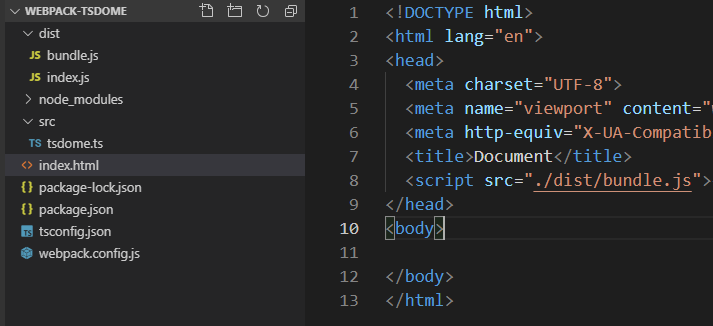 WEBPACK-TSDOME
dist
JS bundle.js
JS index.js
node_modules
src
TS tsdome.ts
<> index.html
{} package-lock.json
{} package.json
TS tsconfig.json
webpack.config.js
1 <!DOCTYPE html>
2 <html lang="en">
3 <head>
4 <meta charset="UTF-8">
5 <meta name="viewport" content="
6 <meta http-equiv="X-UA-Compatib
7 <title>Document</title>
8 <script src="./dist/bundle.js">
9 </head>
10 <body>
11
12 </body>
13 </html>